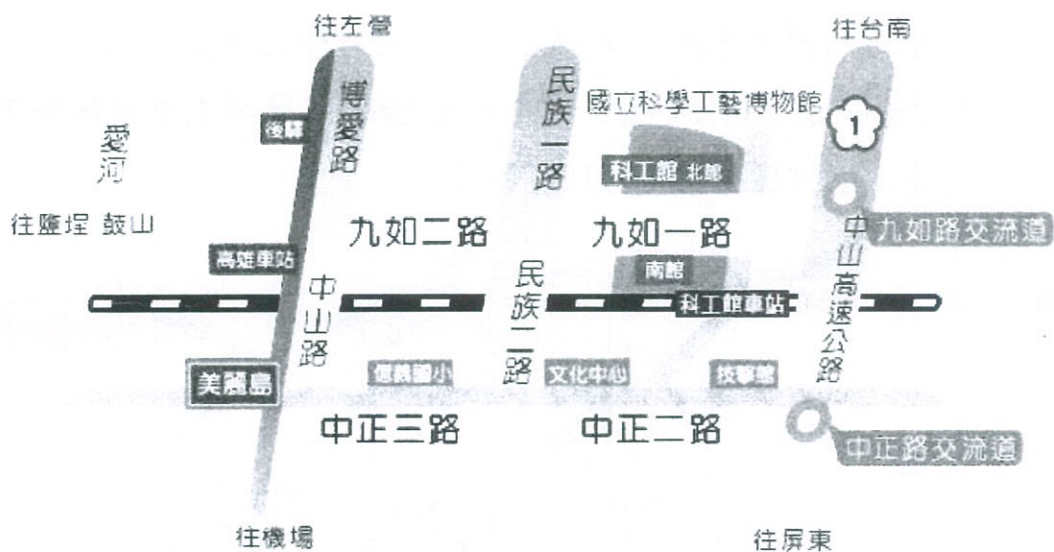 往左營
往台南
博愛路
民族一路
國立科學工藝博物館
1
後驛
愛河
科工館 北館
往鹽埕 鼓山
九如二路
九如一路
九如路交流道
高雄車站
南館
中山路
民族二路
科工館車站
中山高速公路
美麗島
信義國小
文化中心
技擊館
中正三路
中正二路
中正路交流道
往機場
往屏東